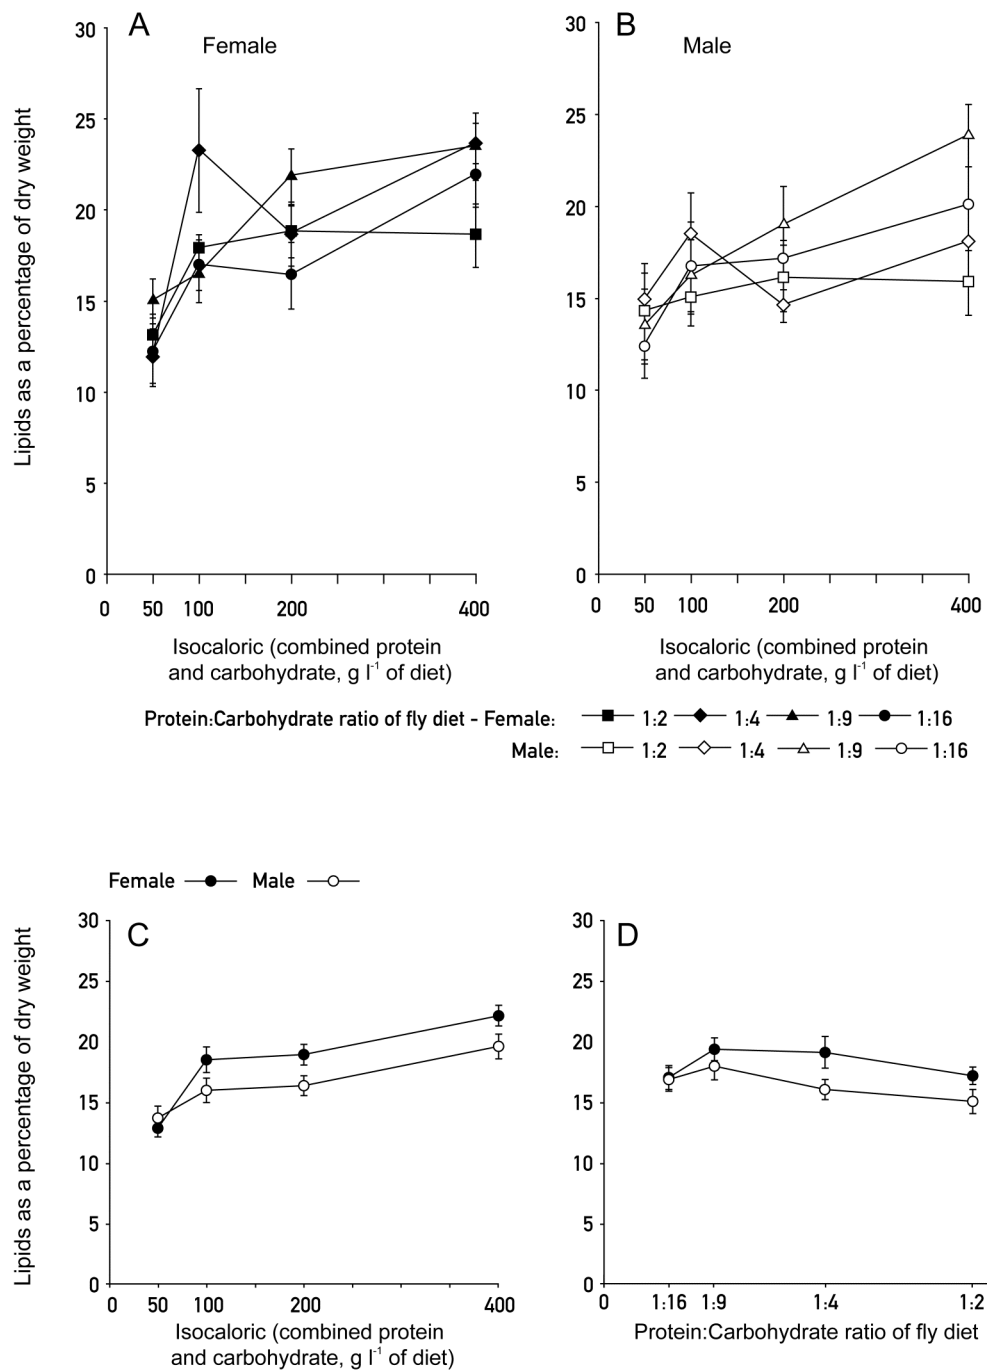 A
Female
B
Male
Lipids as a percentage of dry weight
30
25
20
15
10
5
0
0 50 100 200 400
Isocaloric (combined protein
and carbohydrate, g l⁻¹ of diet)
30
25
20
15
10
5
0
0 50 100 200 400
Isocaloric (combined protein
and carbohydrate, g l⁻¹ of diet)
Protein:Carbohydrate ratio of fly diet - Female: 1:2 1:4 1:9 1:16
Male: 1:2 1:4 1:9 1:16
Female Male
C
Lipids as a percentage of dry weight
30
25
20
15
10
5
0
0 50 100 200 400
Isocaloric (combined protein
and carbohydrate, g l⁻¹ of diet)
D
30
25
20
15
10
5
0
0 1:16 1:9 1:4 1:2
Protein:Carbohydrate ratio of fly diet